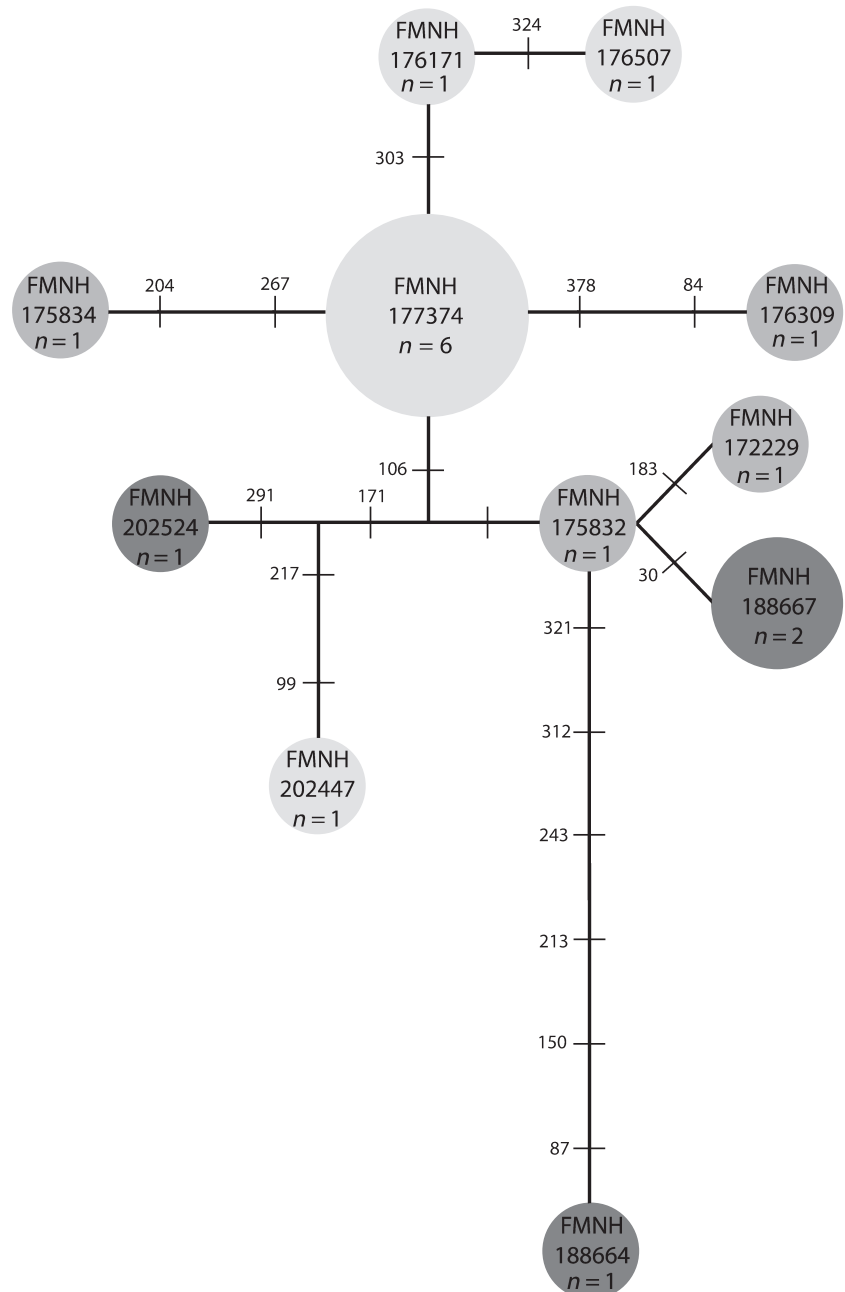 FMNH
176171
n = 1
324
FMNH
176507
n = 1
303
FMNH
175834
n = 1
204
267
FMNH
177374
n = 6
378
84
FMNH
176309
n = 1
106
FMNH
172229
n = 1
183
FMNH
202524
n = 1
291
171
FMNH
175832
n = 1
30
FMNH
188667
n = 2
217
99
FMNH
202447
n = 1
321
312
243
213
150
87
FMNH
188664
n = 1